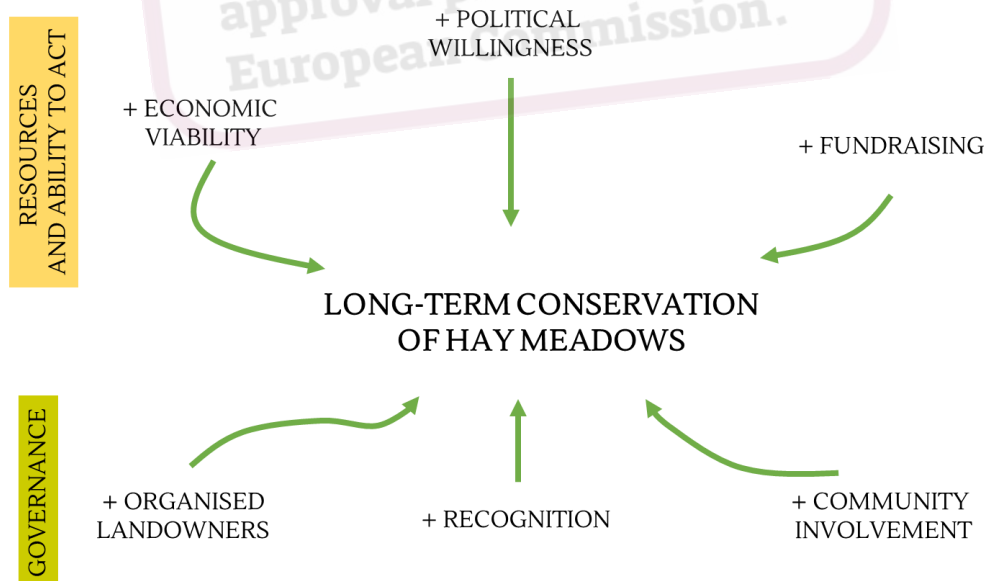 approval p
European Commission.
+ POLITICAL
WILLINGNESS
RESOURCES
AND ABILITY TO ACT
+ ECONOMIC
VIABILITY
+ FUNDRAISING
LONG-TERM CONSERVATION
OF HAY MEADOWS
GOVERNANCE
+ ORGANISED
LANDOWNERS
+ RECOGNITION
+ COMMUNITY
INVOLVEMENT